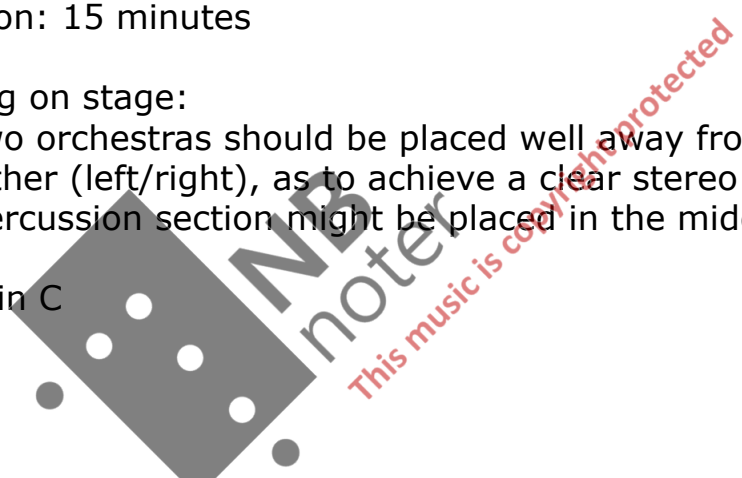 on: 15 minutes
g on stage:
vo orchestras should be placed well away fro
ther (left/right), as to achieve a clear stereo
ercussion section might be placed in the mid
in C
NB
noter
This music is copyright protected